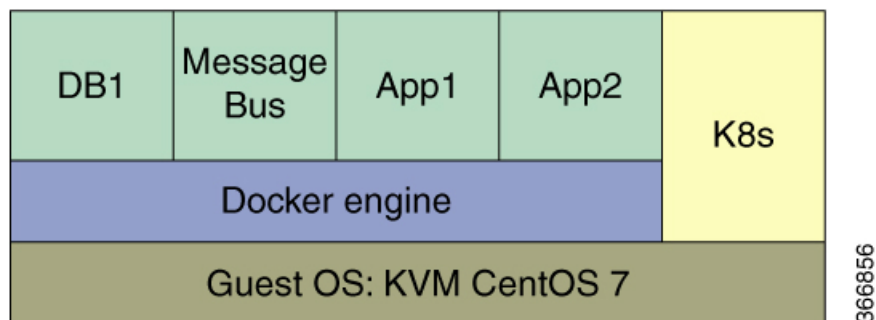 DB1
Message
Bus
App1
App2
K8s
Docker engine
Guest OS: KVM CentOS 7
366856